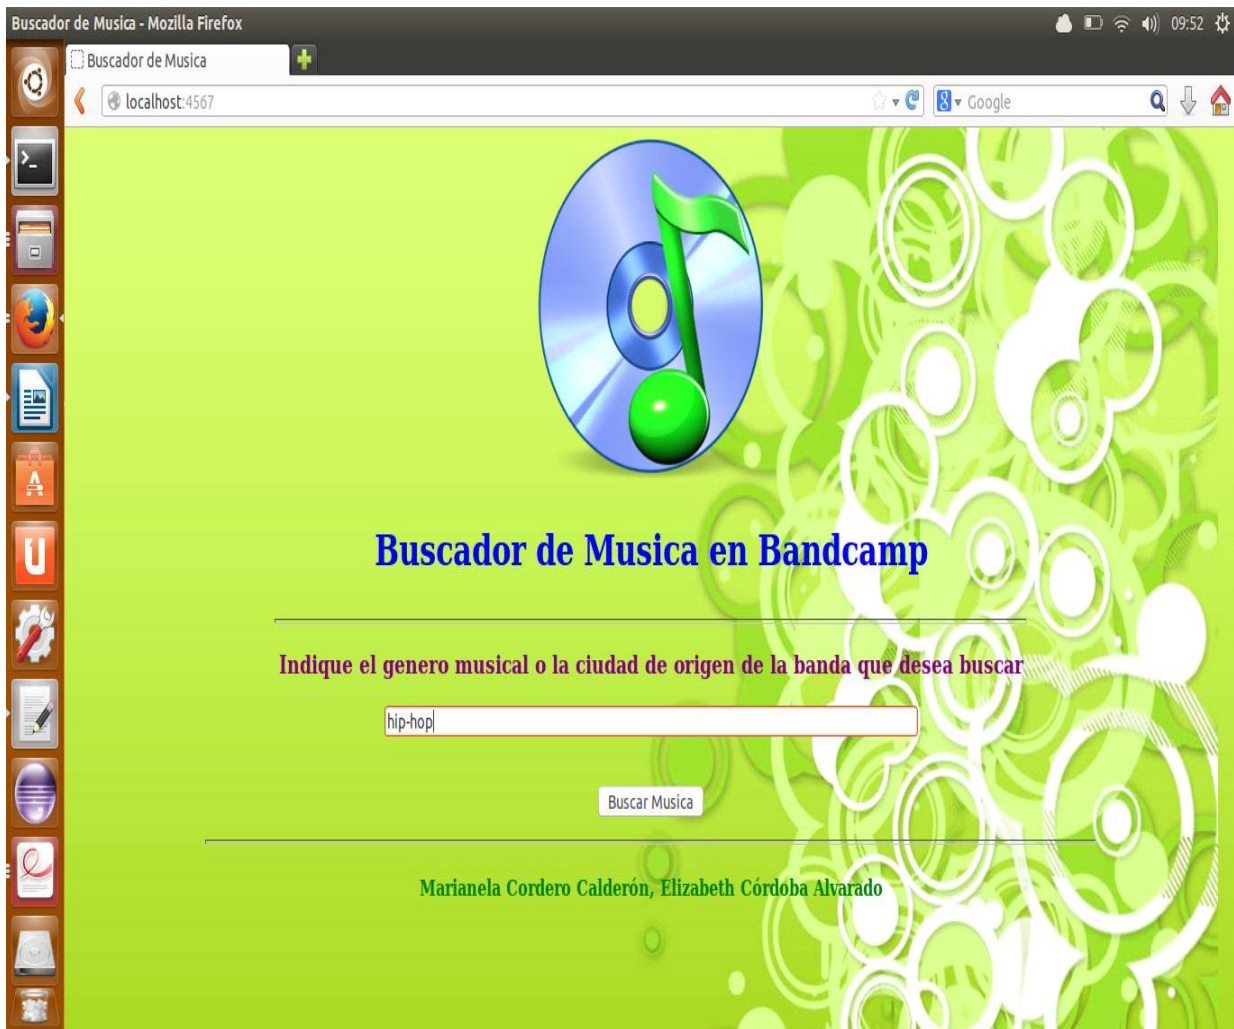 Buscador de Musica - Mozilla Firefox
09:52
Buscador de Musica
localhost:4567
8 Google
Buscador de Musica en Bandcamp
Indique el genero musical o la ciudad de origen de la banda que desea buscar
hip-hop
Buscar Musica
Marianela Cordero Calderón, Elizabeth Córdoba Alvarado